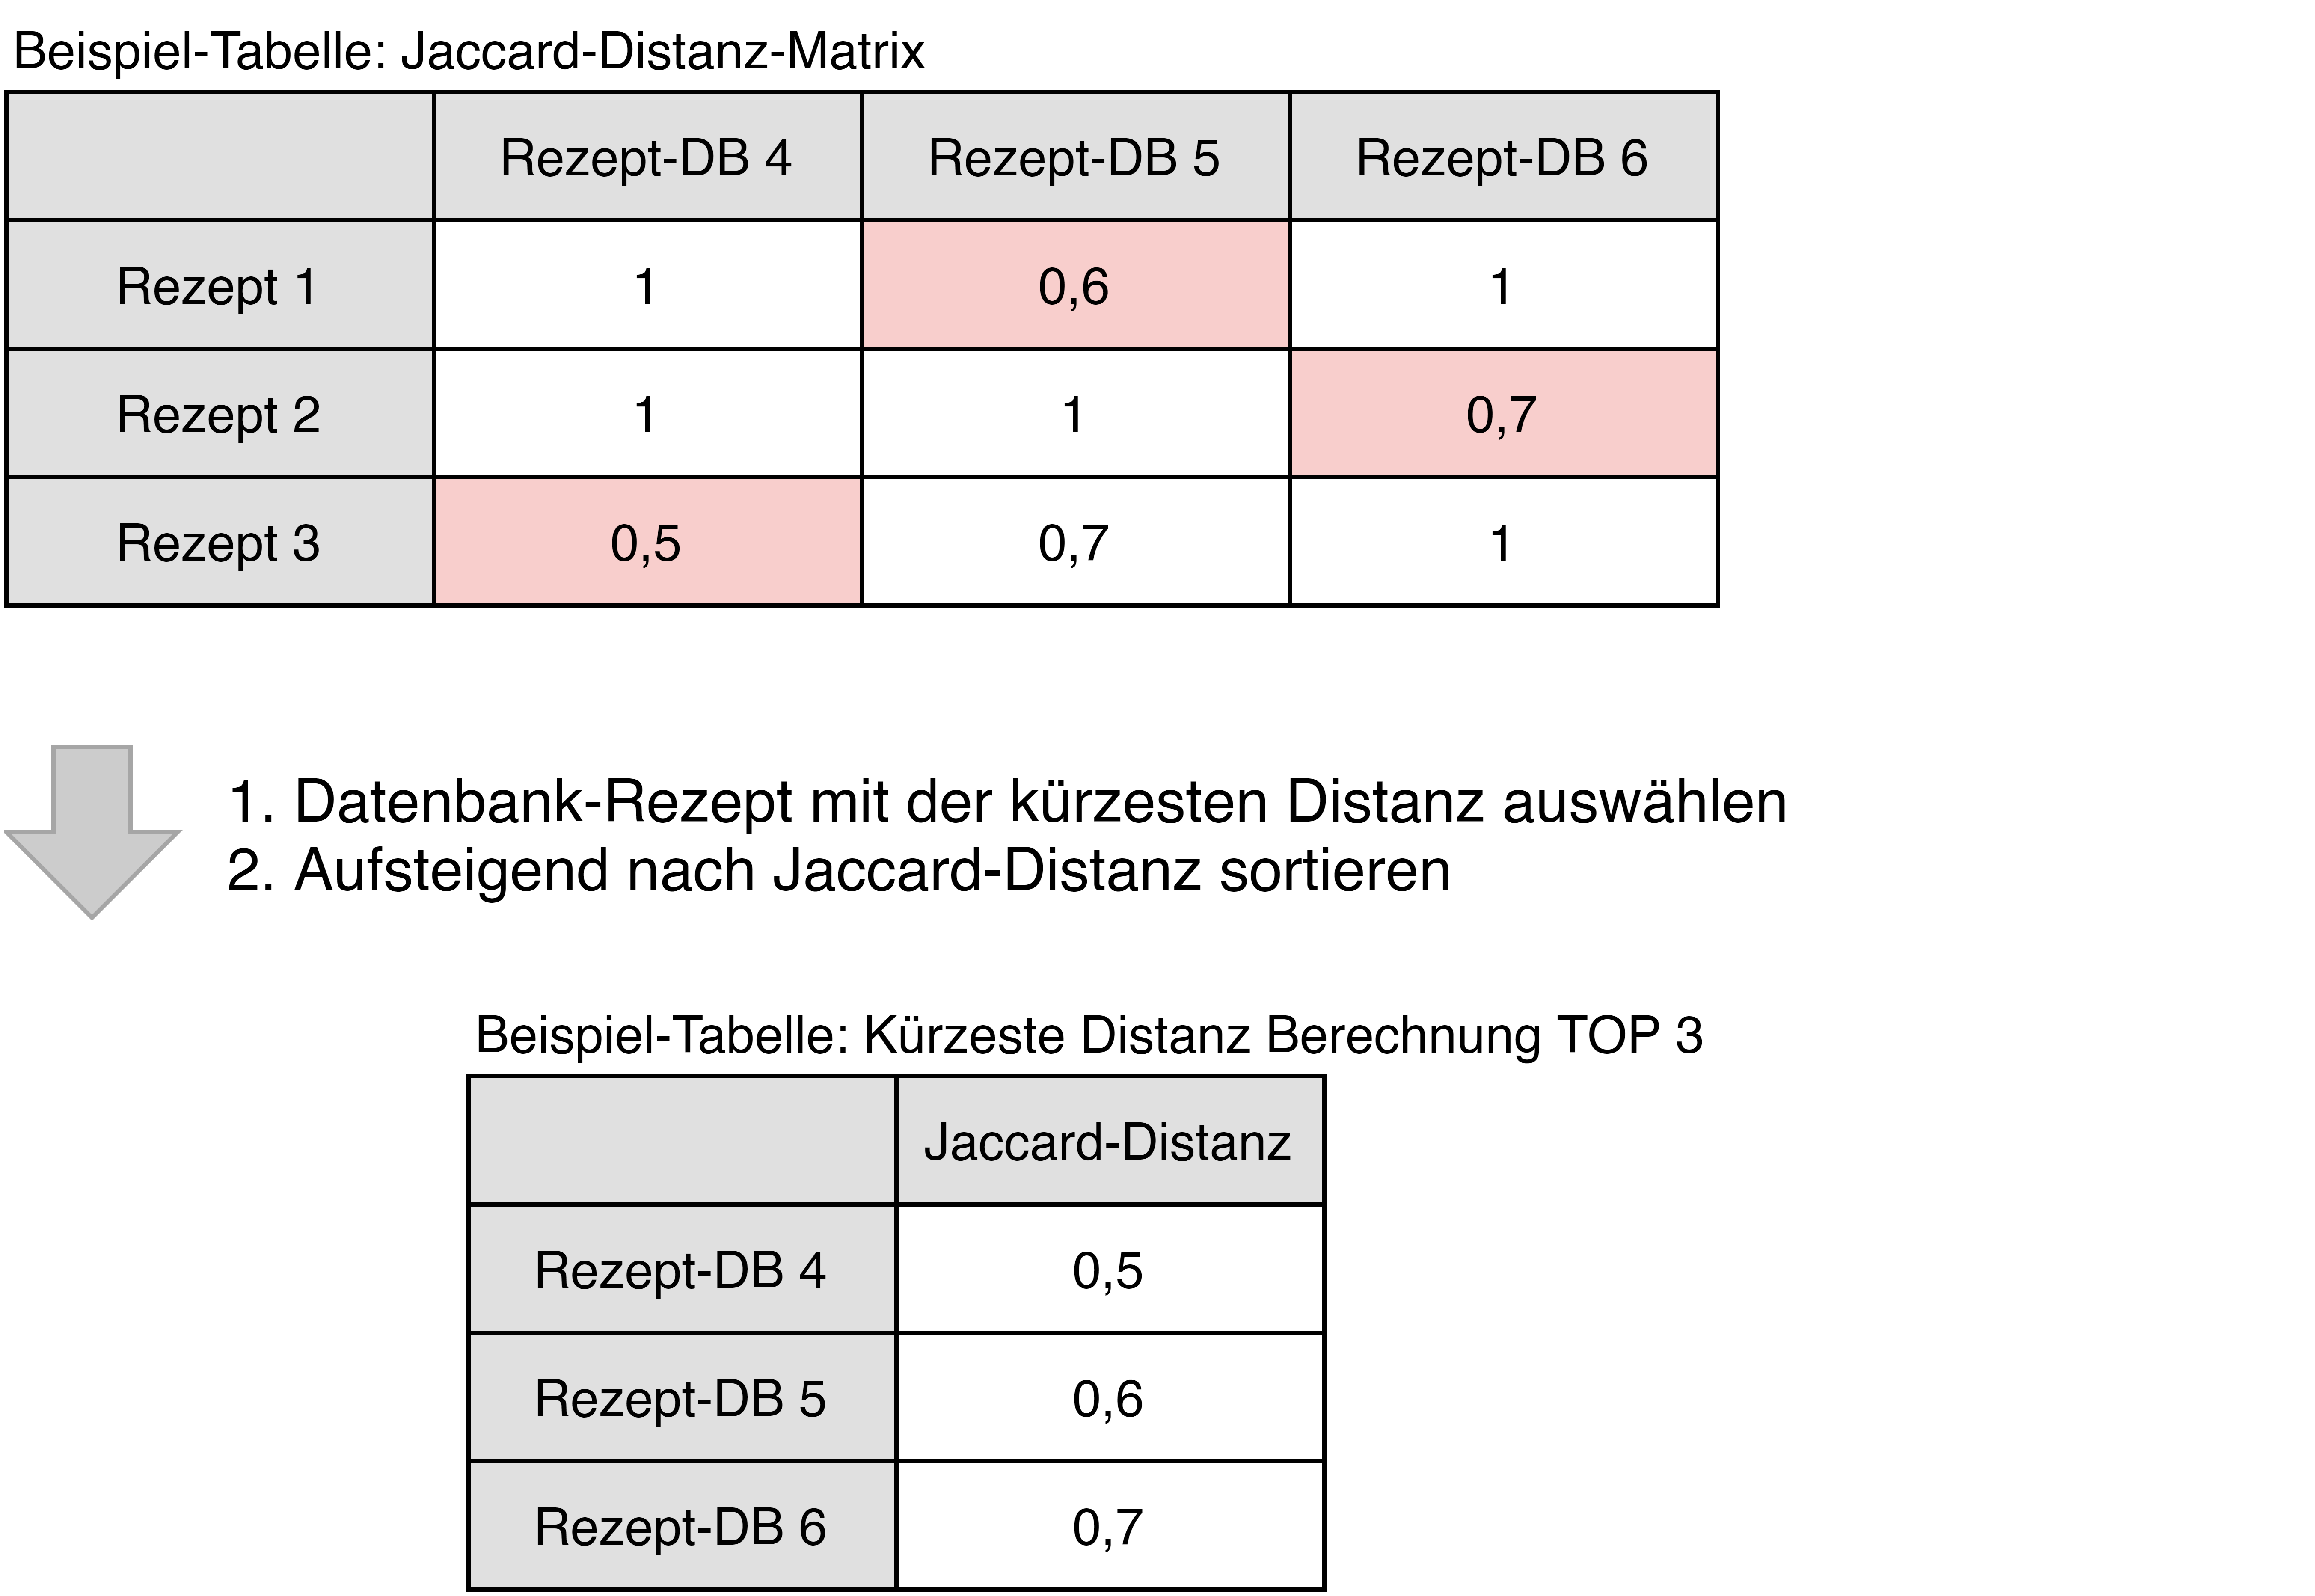 Beispiel-Tabelle: Jaccard-Distanz-Matrix
Rezept-DB 4 Rezept-DB 5 Rezept-DB 6
Rezept 1 1 0,6 1
Rezept 2 1 1 0,7
Rezept 3 0,5 0,7 1
1. Datenbank-Rezept mit der kürzesten Distanz auswählen
2. Aufsteigend nach Jaccard-Distanz sortieren
Beispiel-Tabelle: Kürzeste Distanz Berechnung TOP 3
Jaccard-Distanz
Rezept-DB 4 0,5
Rezept-DB 5 0,6
Rezept-DB 6 0,7